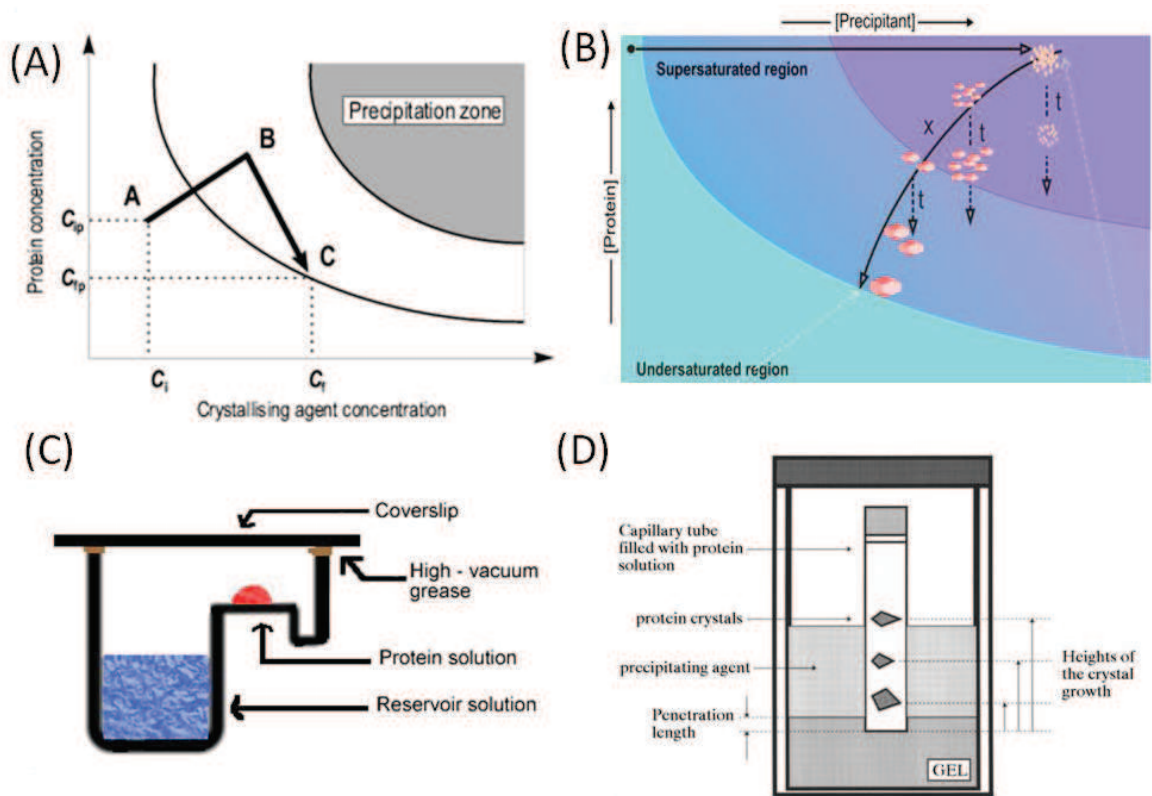 (A)
Protein concentration
Precipitation zone
A
B
C
Cip
Cfp
Ci
Cf
Crystallising agent concentration
(B)
[Precipitant]
Supersaturated region
[Protein]
x
t
t
t
Undersaturated region
(C)
Coverslip
High - vacuum
grease
Protein solution
Reservoir solution
(D)
Capillary tube
filled with protein
solution
protein crystals
precipitating agent
Penetration
length
Heights of
the crystal
growth
GEL